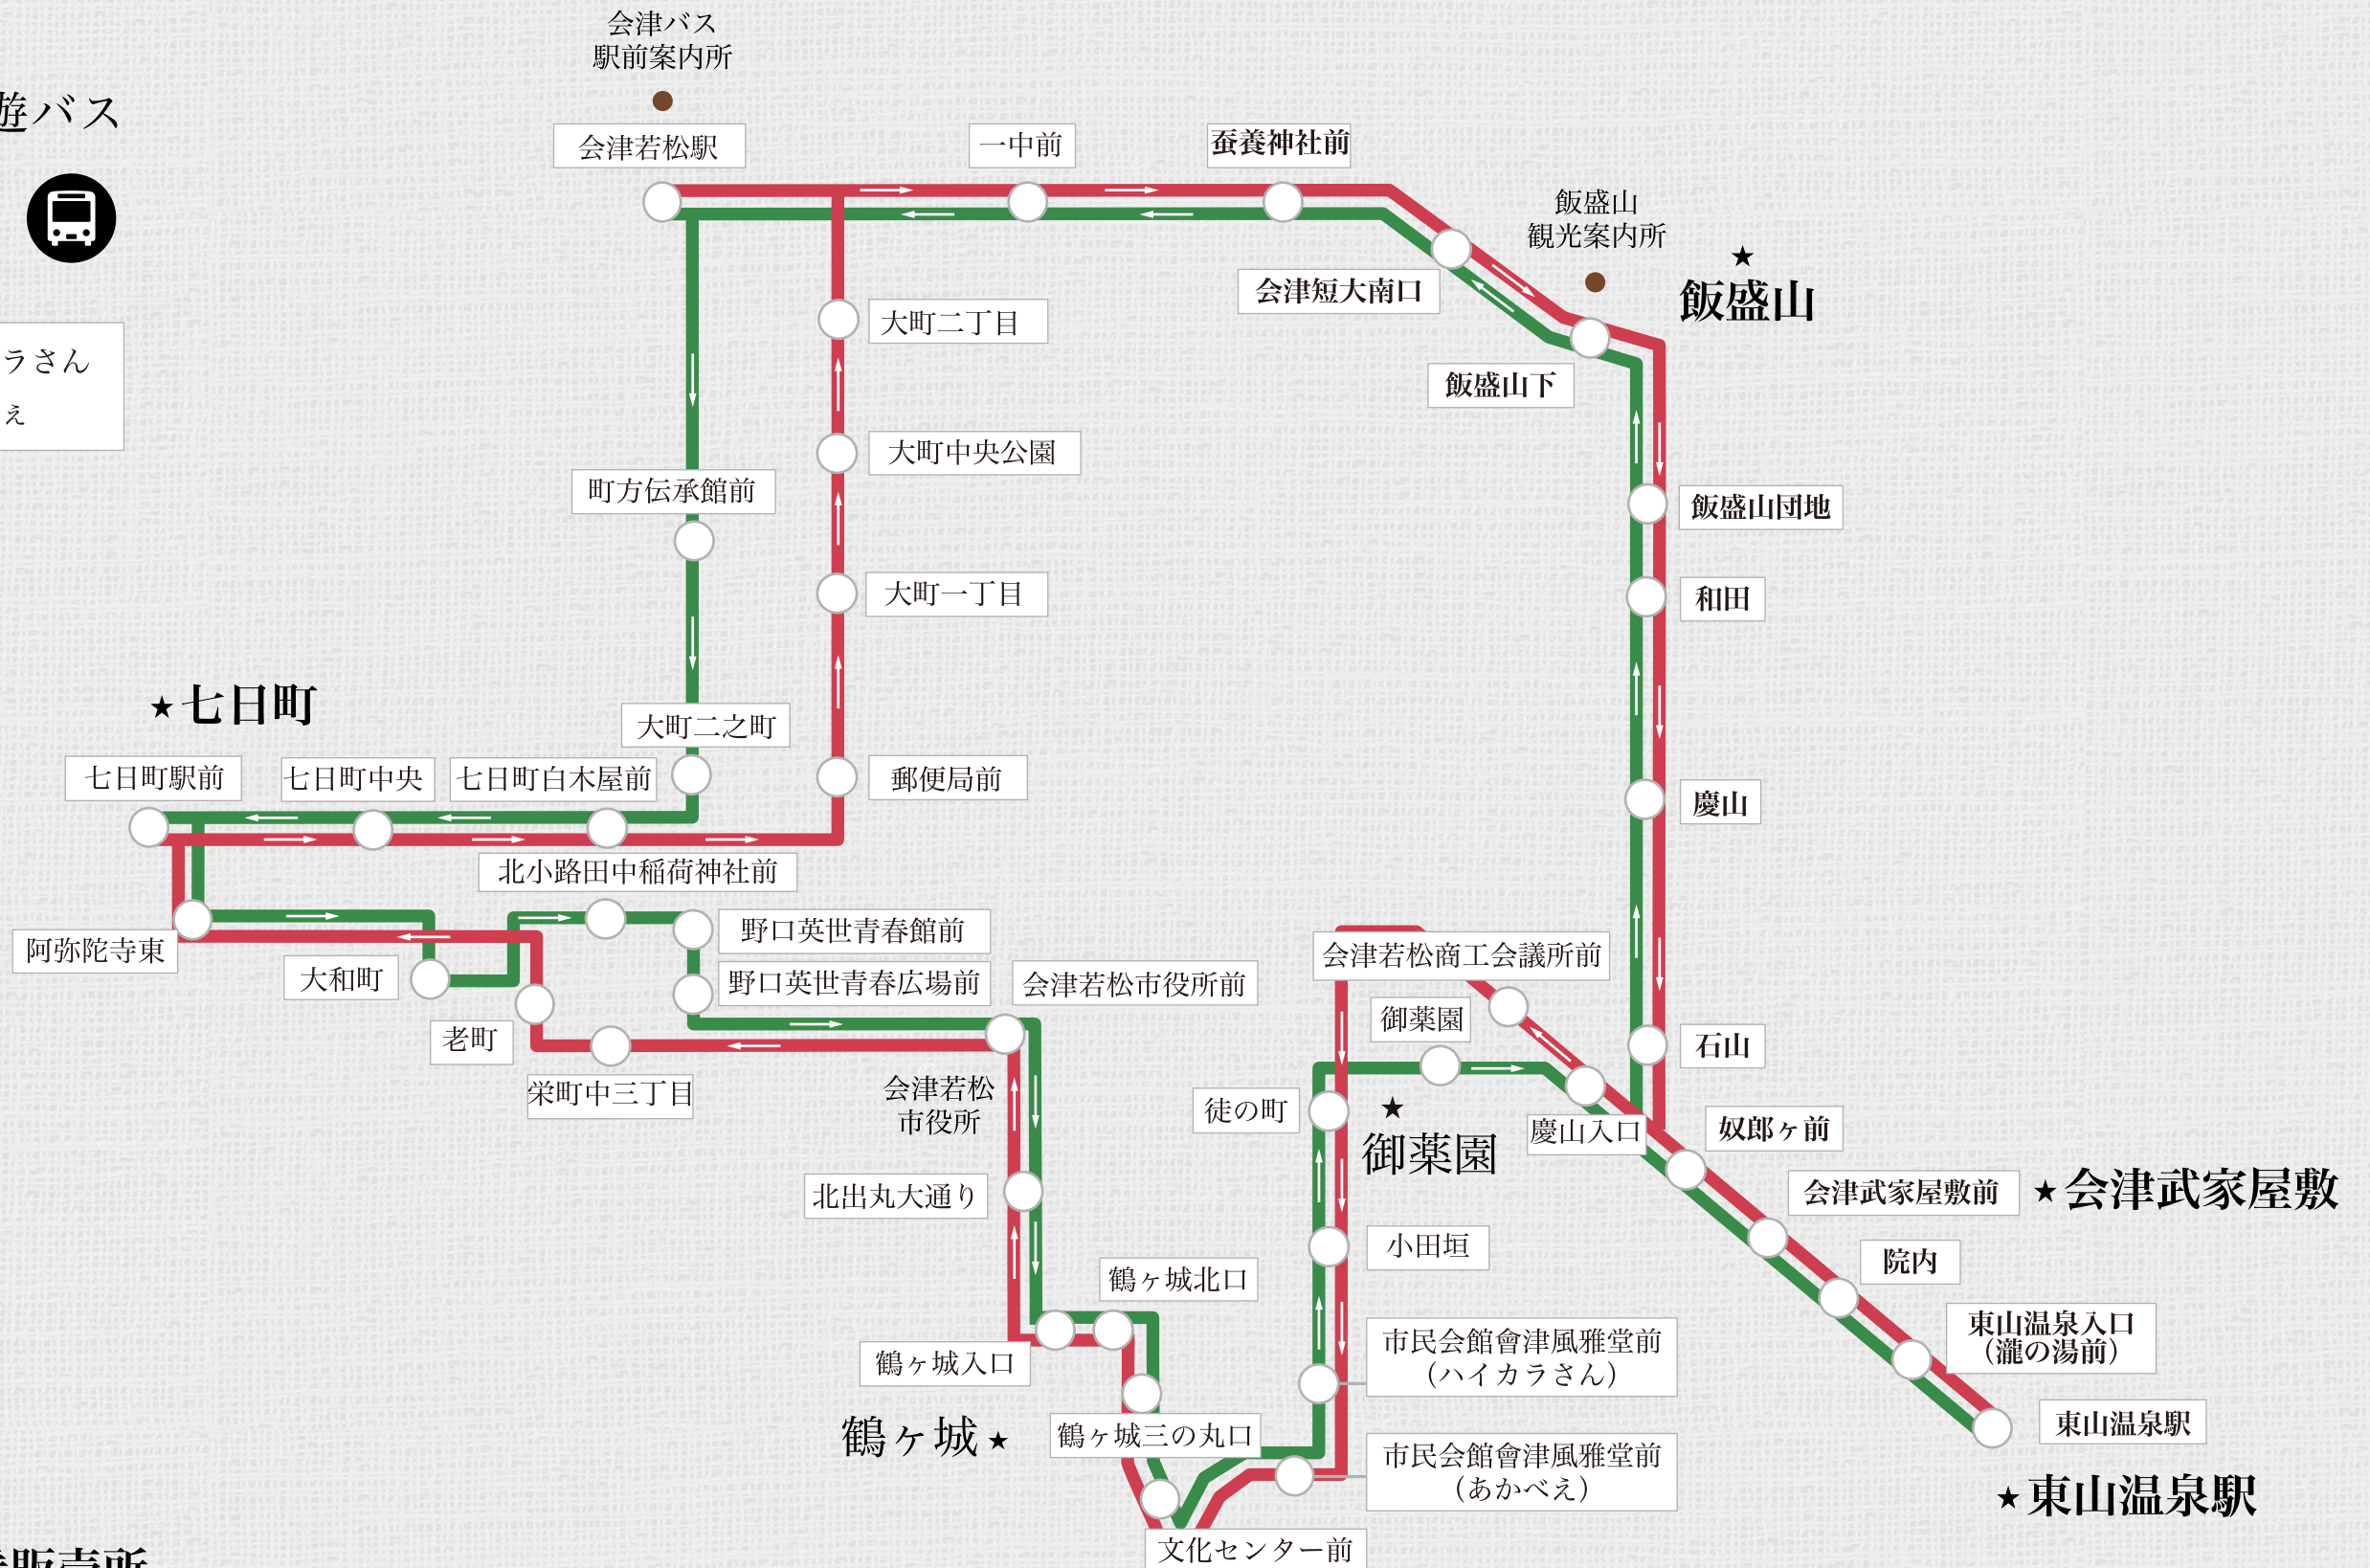 会津バス
駅前案内所
遊バス
会津若松駅
一中前
蚕養神社前
飯盛山
観光案内所
★
飯盛山
会津短大南口
大町二丁目
ラさん
飯盛山下
え
大町中央公園
町方伝承館前
飯盛山団地
大町一丁目
和田
★七日町
大町二之町
七日町駅前
七日町中央
七日町白木屋前
郵便局前
慶山
北小路田中稲荷神社前
野口英世青春館前
阿弥陀寺東
会津若松商工会議所前
大和町
野口英世青春広場前
会津若松市役所前
御薬園
老町
石山
栄町中三丁目
会津若松
市役所
徒の町
★
御薬園
慶山入口
奴郎ヶ前
北出丸大通り
会津武家屋敷前
★会津武家屋敷
小田垣
院内
鶴ヶ城北口
東山温泉入口
(瀧の湯前)
鶴ヶ城入口
市民会館會津風雅堂前
(ハイカラさん)
鶴ヶ城★
鶴ヶ城三の丸口
東山温泉駅
市民会館會津風雅堂前
(あかべえ)
★東山温泉駅
文化センター前
販売所